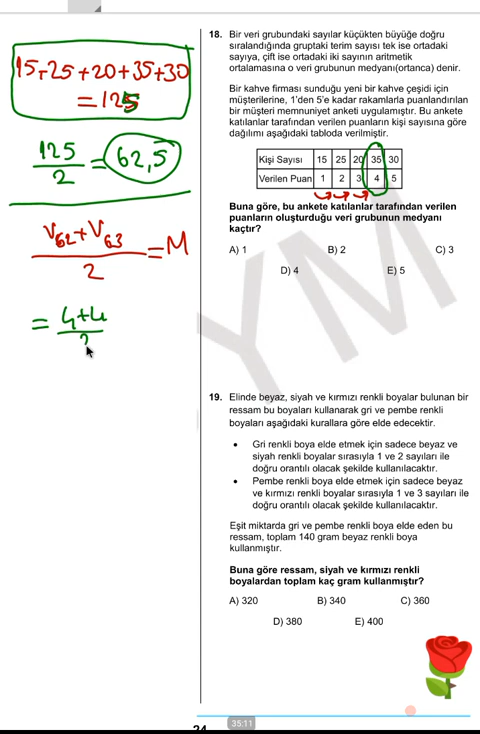 15+25+20+35+30
=125
125/2 = 62,5
V62+V63/2 = M
= 4+4/2
18. Bir veri grubundaki sayılar küçükten büyüğe doğru
sıralandığında gruptaki terim sayısı tek ise ortadaki
sayıya, çift ise ortadaki iki sayının aritmetik
ortalamasına o veri grubunun medyanı(ortanca) denir.
Bir kahve firması sunduğu yeni bir kahve çeşidi için
müşterilerine, 1'den 5'e kadar rakamlarla puanlandırılan
bir müşteri memnuniyet anketi uygulamıştır. Bu ankete
katılanlar tarafından verilen puanların kişi sayısına göre
dağılımı aşağıdaki tabloda verilmiştir.
Kişi Sayısı 15 25 20 35 30
Verilen Puan 1 2 3 4 5
Buna göre, bu ankete katılanlar tarafından verilen
puanların oluşturduğu veri grubunun medyanı
kaçtır?
A) 1 B) 2 C) 3
D) 4 E) 5
19. Elinde beyaz, siyah ve kırmızı renkli boyalar bulunan bir
ressam bu boyaları kullanarak gri ve pembe renkli
boyaları aşağıdaki kurallara göre elde edecektir.
• Gri renkli boya elde etmek için sadece beyaz ve
siyah renkli boyalar sırasıyla 1 ve 2 sayıları ile
doğru orantılı olacak şekilde kullanılacaktır.
• Pembe renkli boya elde etmek için sadece beyaz
ve kırmızı renkli boyalar sırasıyla 1 ve 3 sayıları ile
doğru orantılı olacak şekilde kullanılacaktır.
Eşit miktarda gri ve pembe renkli boya elde eden bu
ressam, toplam 140 gram beyaz renkli boya
kullanmıştır.
Buna göre ressam, siyah ve kırmızı renkli
boyalardan toplam kaç gram kullanmıştır?
A) 320 B) 340 C) 360
D) 380 E) 400
24
35:11